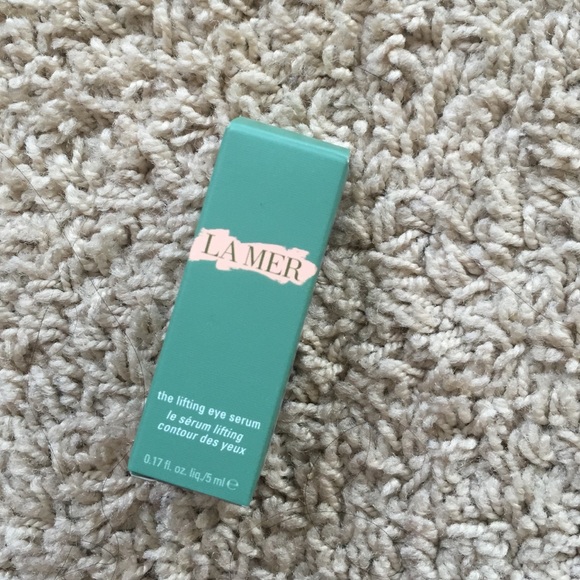 LA MER
the lifting eye serum
le sérum lifting
contour des yeux
0.17 fl. oz. liq./5 ml ℮